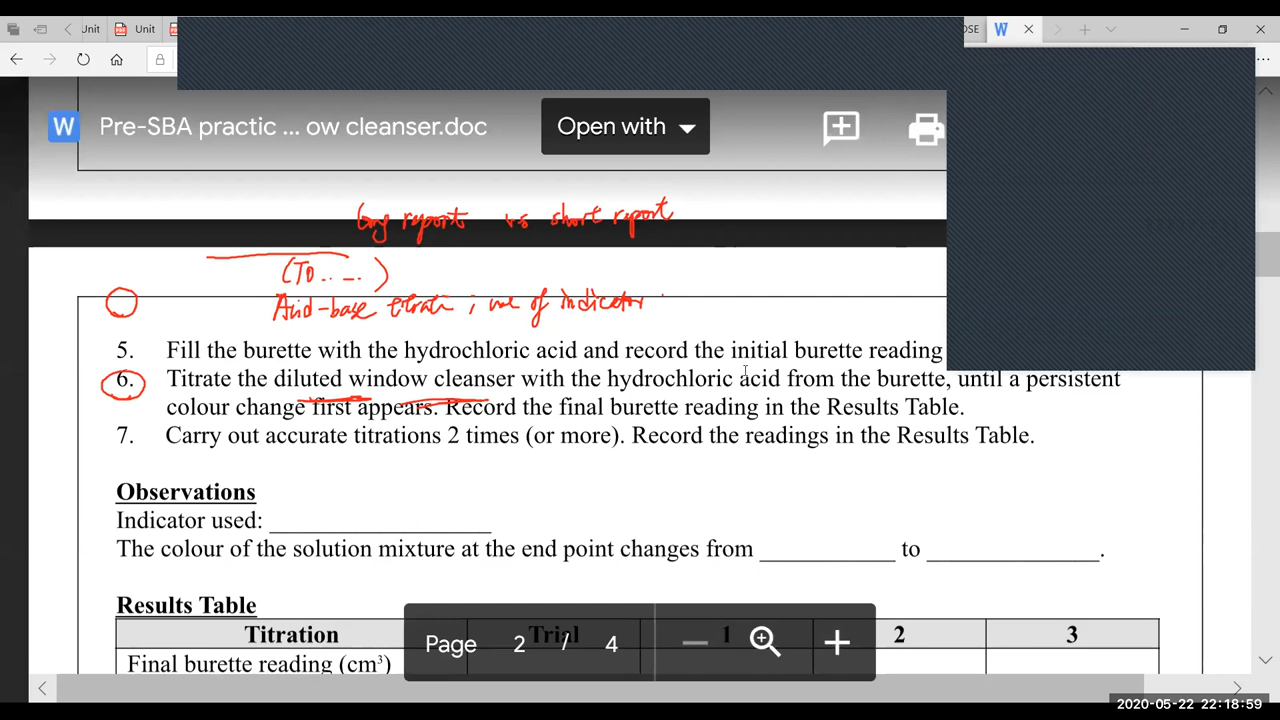 Unit
Unit
OSE
W
W
Pre-SBA practic ... ow cleanser.doc
Open with
long reports vs short report
(To.. - - )
Acid-base titrati ; use of indicator
5. Fill the burette with the hydrochloric acid and record the initial burette reading
6. Titrate the diluted window cleanser with the hydrochloric acid from the burette, until a persistent
colour change first appears. Record the final burette reading in the Results Table.
7. Carry out accurate titrations 2 times (or more). Record the readings in the Results Table.
Observations
Indicator used: ___________________
The colour of the solution mixture at the end point changes from ___________ to ______________.
Results Table
Titration Trial 1 2 3
Page 2 / 4
Final burette reading (cm³)
2020-05-22 22:18:59